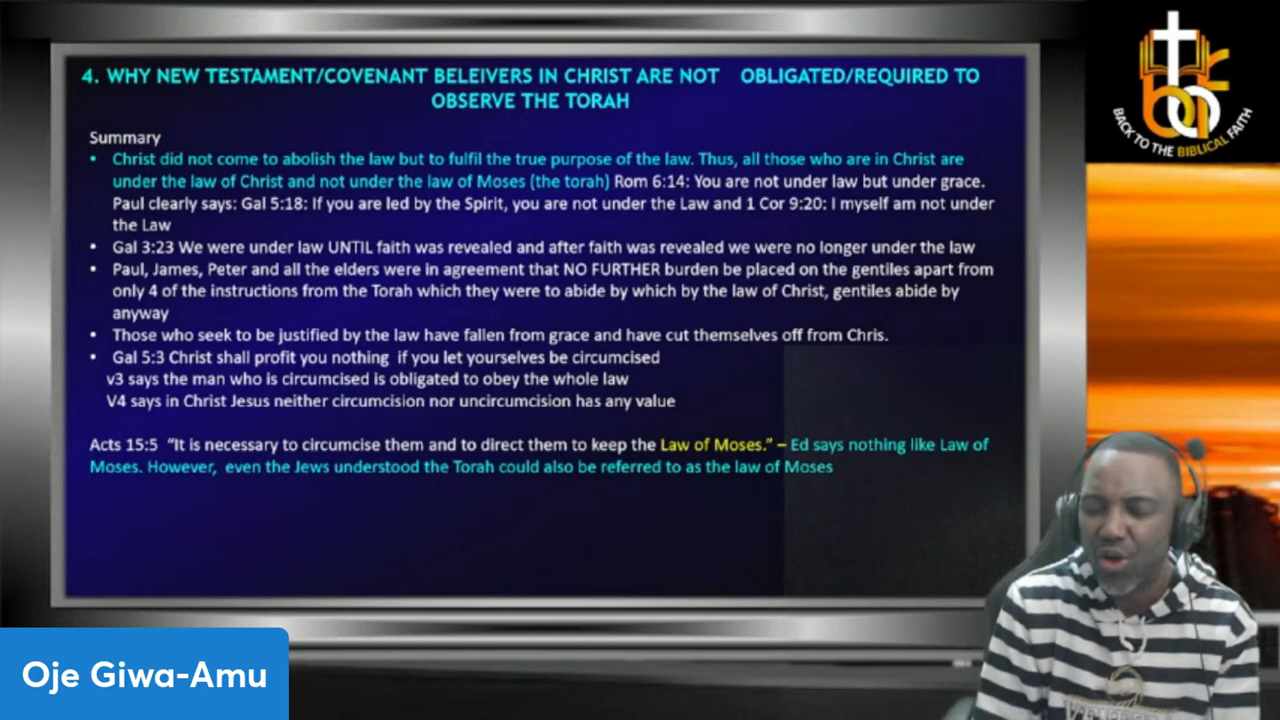 4. WHY NEW TESTAMENT/COVENANT BELEIVERS IN CHRIST ARE NOT OBLIGATED/REQUIRED TO
OBSERVE THE TORAH
Summary
• Christ did not come to abolish the law but to fulfil the true purpose of the law. Thus, all those who are in Christ are
under the law of Christ and not under the law of Moses (the torah) Rom 6:14: You are not under law but under grace.
Paul clearly says: Gal 5:18: If you are led by the Spirit, you are not under the Law and 1 Cor 9:20: I myself am not under
the Law
• Gal 3:23 We were under law UNTIL faith was revealed and after faith was revealed we were no longer under the law
• Paul, James, Peter and all the elders were in agreement that NO FURTHER burden be placed on the gentiles apart from
only 4 of the instructions from the Torah which they were to abide by which by the law of Christ, gentiles abide by
anyway
• Those who seek to be justified by the law have fallen from grace and have cut themselves off from Chris.
• Gal 5:3 Christ shall profit you nothing if you let yourselves be circumcised
v3 says the man who is circumcised is obligated to obey the whole law
V4 says in Christ Jesus neither circumcision nor uncircumcision has any value
Acts 15:5 "It is necessary to circumcise them and to direct them to keep the Law of Moses." – Ed says nothing like Law of
Moses. However, even the Jews understood the Torah could also be referred to as the law of Moses
BACK TO THE BIBLICAL FAITH
Oje Giwa-Amu